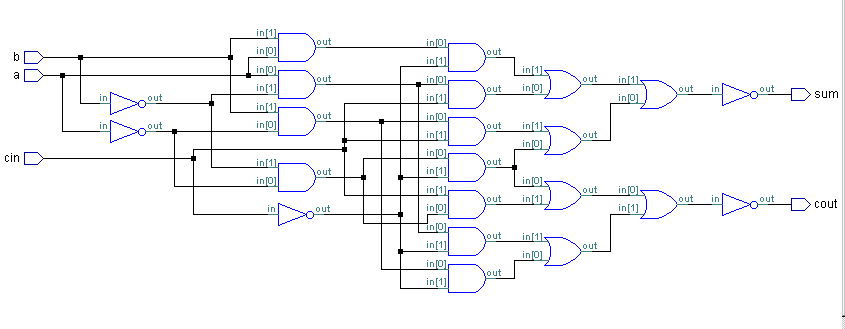 in[1] out in[0] out
b in[0] in[1]
a in[0] out in[1] out in[1] out in out sum
in out in[1] in[1] out in[0] in[0]
in out in[1] out in[0] in[0] out in[1] out
in[0] in[1] in[0]
cin in[1] out in[0] out
in[0] in[1] in[1] out in[0] out in[0] out in out cout
in out in[0] in[1] in[1]
in[0] out in[1] out
in[1] in[0]
in[0] out
in[1]